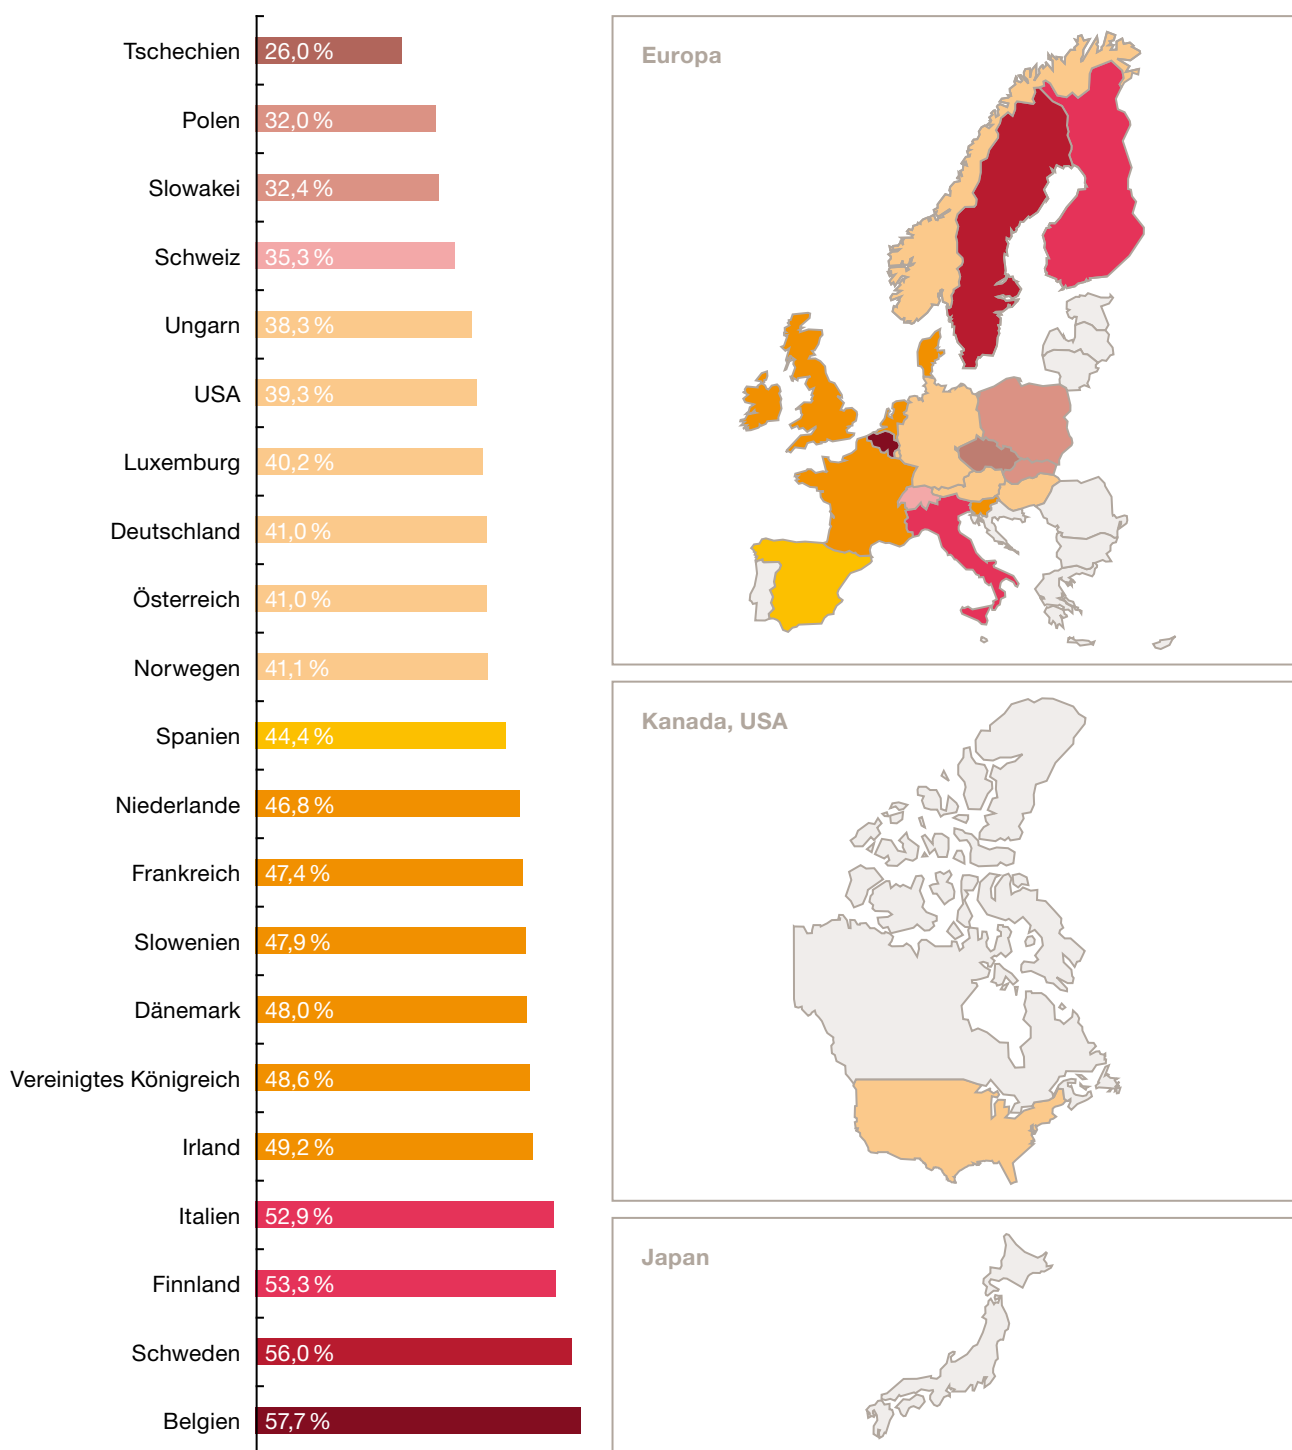 Tschechien 26,0 %
Polen 32,0 %
Slowakei 32,4 %
Schweiz 35,3 %
Ungarn 38,3 %
USA 39,3 %
Luxemburg 40,2 %
Deutschland 41,0 %
Österreich 41,0 %
Norwegen 41,1 %
Spanien 44,4 %
Niederlande 46,8 %
Frankreich 47,4 %
Slowenien 47,9 %
Dänemark 48,0 %
Vereinigtes Königreich 48,6 %
Irland 49,2 %
Italien 52,9 %
Finnland 53,3 %
Schweden 56,0 %
Belgien 57,7 %
Europa
Kanada, USA
Japan